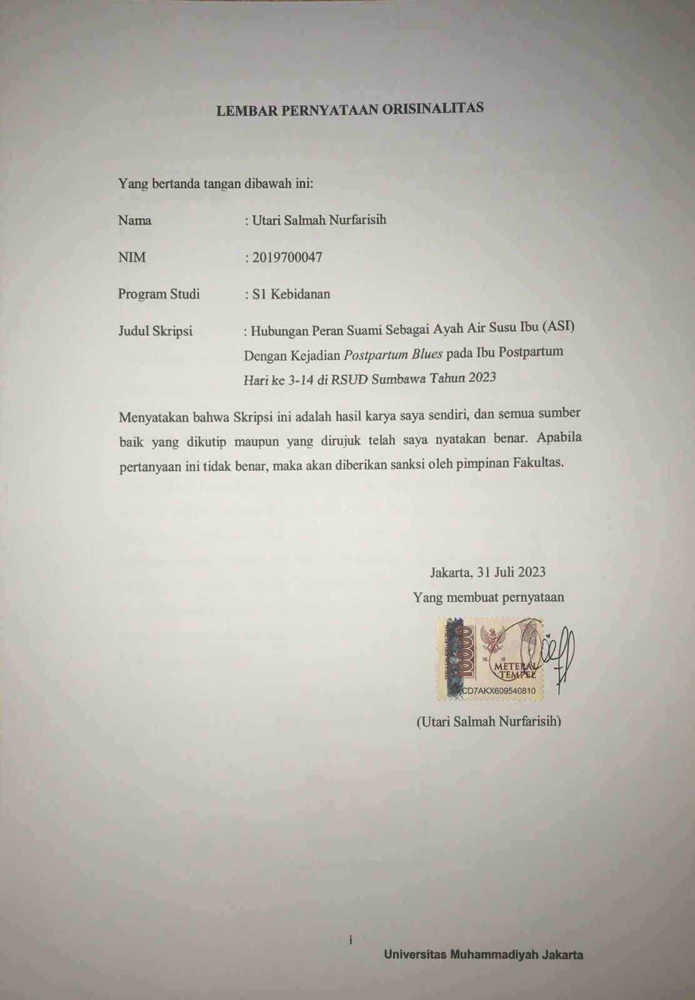 LEMBAR PERNYATAAN ORISINALITAS
Yang bertanda tangan dibawah ini:
Nama : Utari Salmah Nurfarisih
NIM : 2019700047
Program Studi : S1 Kebidanan
Judul Skripsi : Hubungan Peran Suami Sebagai Ayah Air Susu Ibu (ASI)
Dengan Kejadian Postpartum Blues pada Ibu Postpartum
Hari ke 3-14 di RSUD Sumbawa Tahun 2023
Menyatakan bahwa Skripsi ini adalah hasil karya saya sendiri, dan semua sumber
baik yang dikutip maupun yang dirujuk telah saya nyatakan benar. Apabila
pertanyaan ini tidak benar, maka akan diberikan sanksi oleh pimpinan Fakultas.
Jakarta, 31 Juli 2023
Yang membuat pernyataan
10000
TGL. 20
METERAI
TEMPEL
CD7AKX609540810
(Utari Salmah Nurfarisih)
i
Universitas Muhammadiyah Jakarta